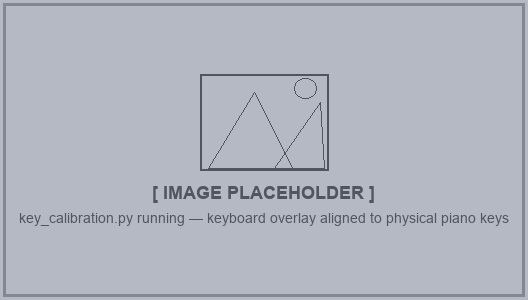 [ IMAGE PLACEHOLDER ]
key_calibration.py running — keyboard overlay aligned to physical piano keys